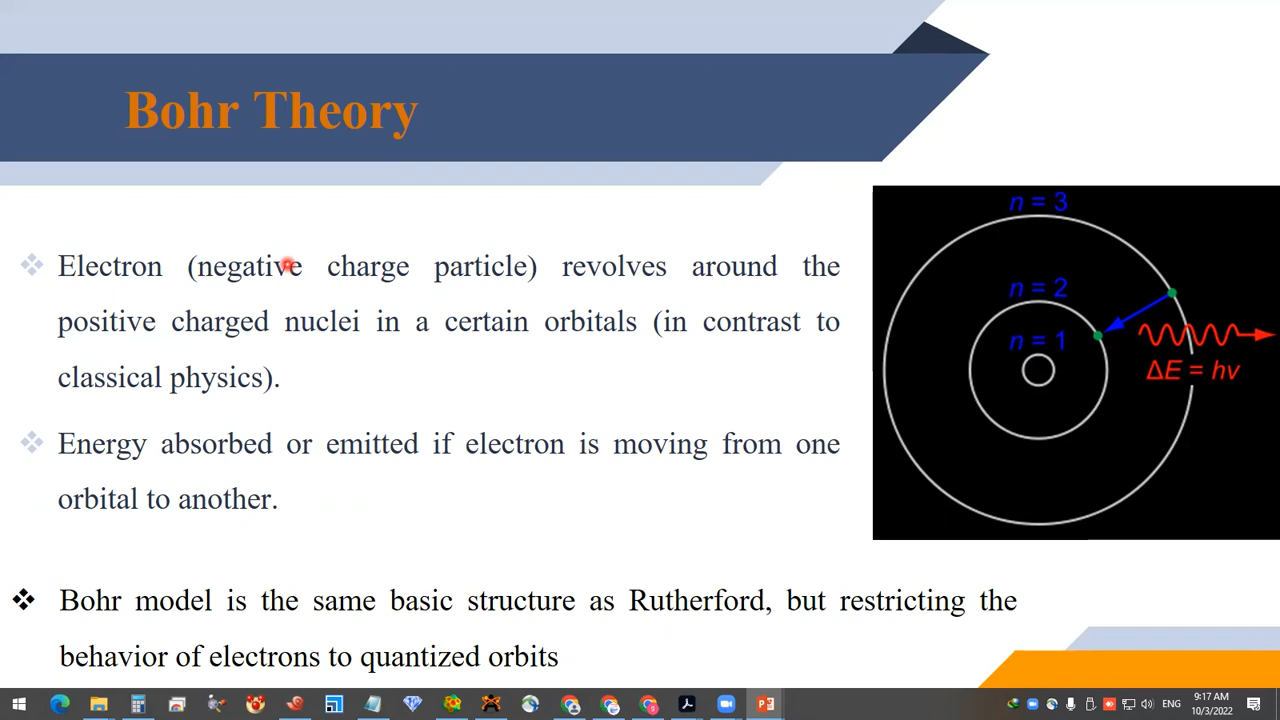 Bohr Theory
Electron (negative charge particle) revolves around the
positive charged nuclei in a certain orbitals (in contrast to
classical physics).
Energy absorbed or emitted if electron is moving from one
orbital to another.
n = 3
n = 2
n = 1
ΔE = hv
Bohr model is the same basic structure as Rutherford, but restricting the
behavior of electrons to quantized orbits
ENG
9:17 AM
10/3/2022